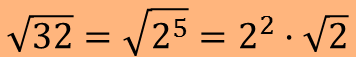 √32 = √2⁵ = 2² · √2